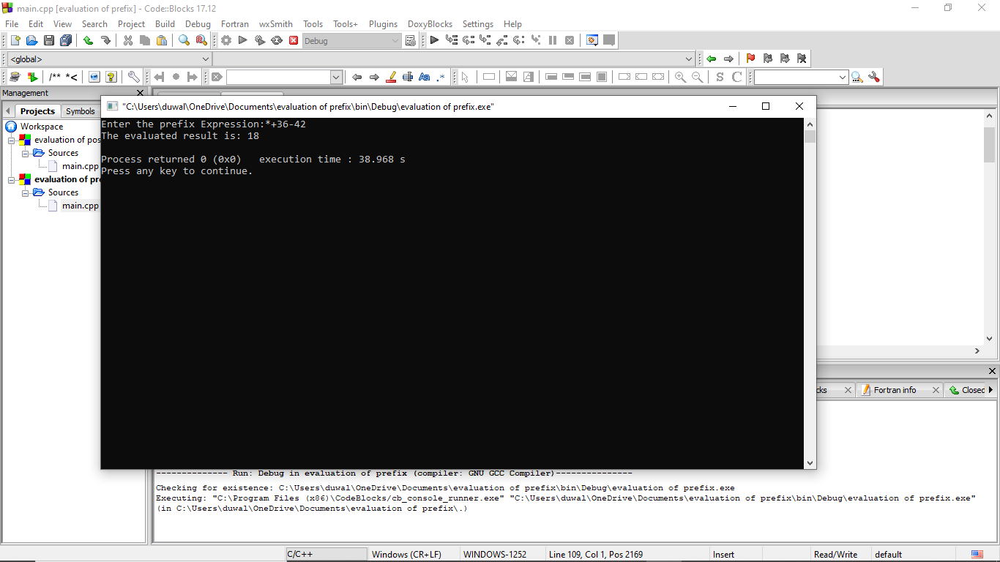 main.cpp [evaluation of prefix] - Code::Blocks 17.12
File Edit View Search Project Build Debug Fortran wxSmith Tools Tools+ Plugins DoxyBlocks Settings Help
Debug
<global>
/** *<
Aa .*
S C
Management
Projects Symbols
Workspace
evaluation of pos
Sources
main.cpp
evaluation of pre
Sources
main.cpp
"C:\Users\duwal\OneDrive\Documents\evaluation of prefix\bin\Debug\evaluation of prefix.exe"
Enter the prefix Expression:*+36-42
The evaluated result is: 18
Process returned 0 (0x0)   execution time : 38.968 s
Press any key to continue.
cks Fortran info Closed
-------------- Run: Debug in evaluation of prefix (compiler: GNU GCC Compiler)---------------
Checking for existence: C:\Users\duwal\OneDrive\Documents\evaluation of prefix\bin\Debug\evaluation of prefix.exe
Executing: "C:\Program Files (x86)\CodeBlocks/cb_console_runner.exe" "C:\Users\duwal\OneDrive\Documents\evaluation of prefix\bin\Debug\evaluation of prefix.exe"
(in C:\Users\duwal\OneDrive\Documents\evaluation of prefix\.)
C/C++ Windows (CR+LF) WINDOWS-1252 Line 109, Col 1, Pos 2169 Insert Read/Write default